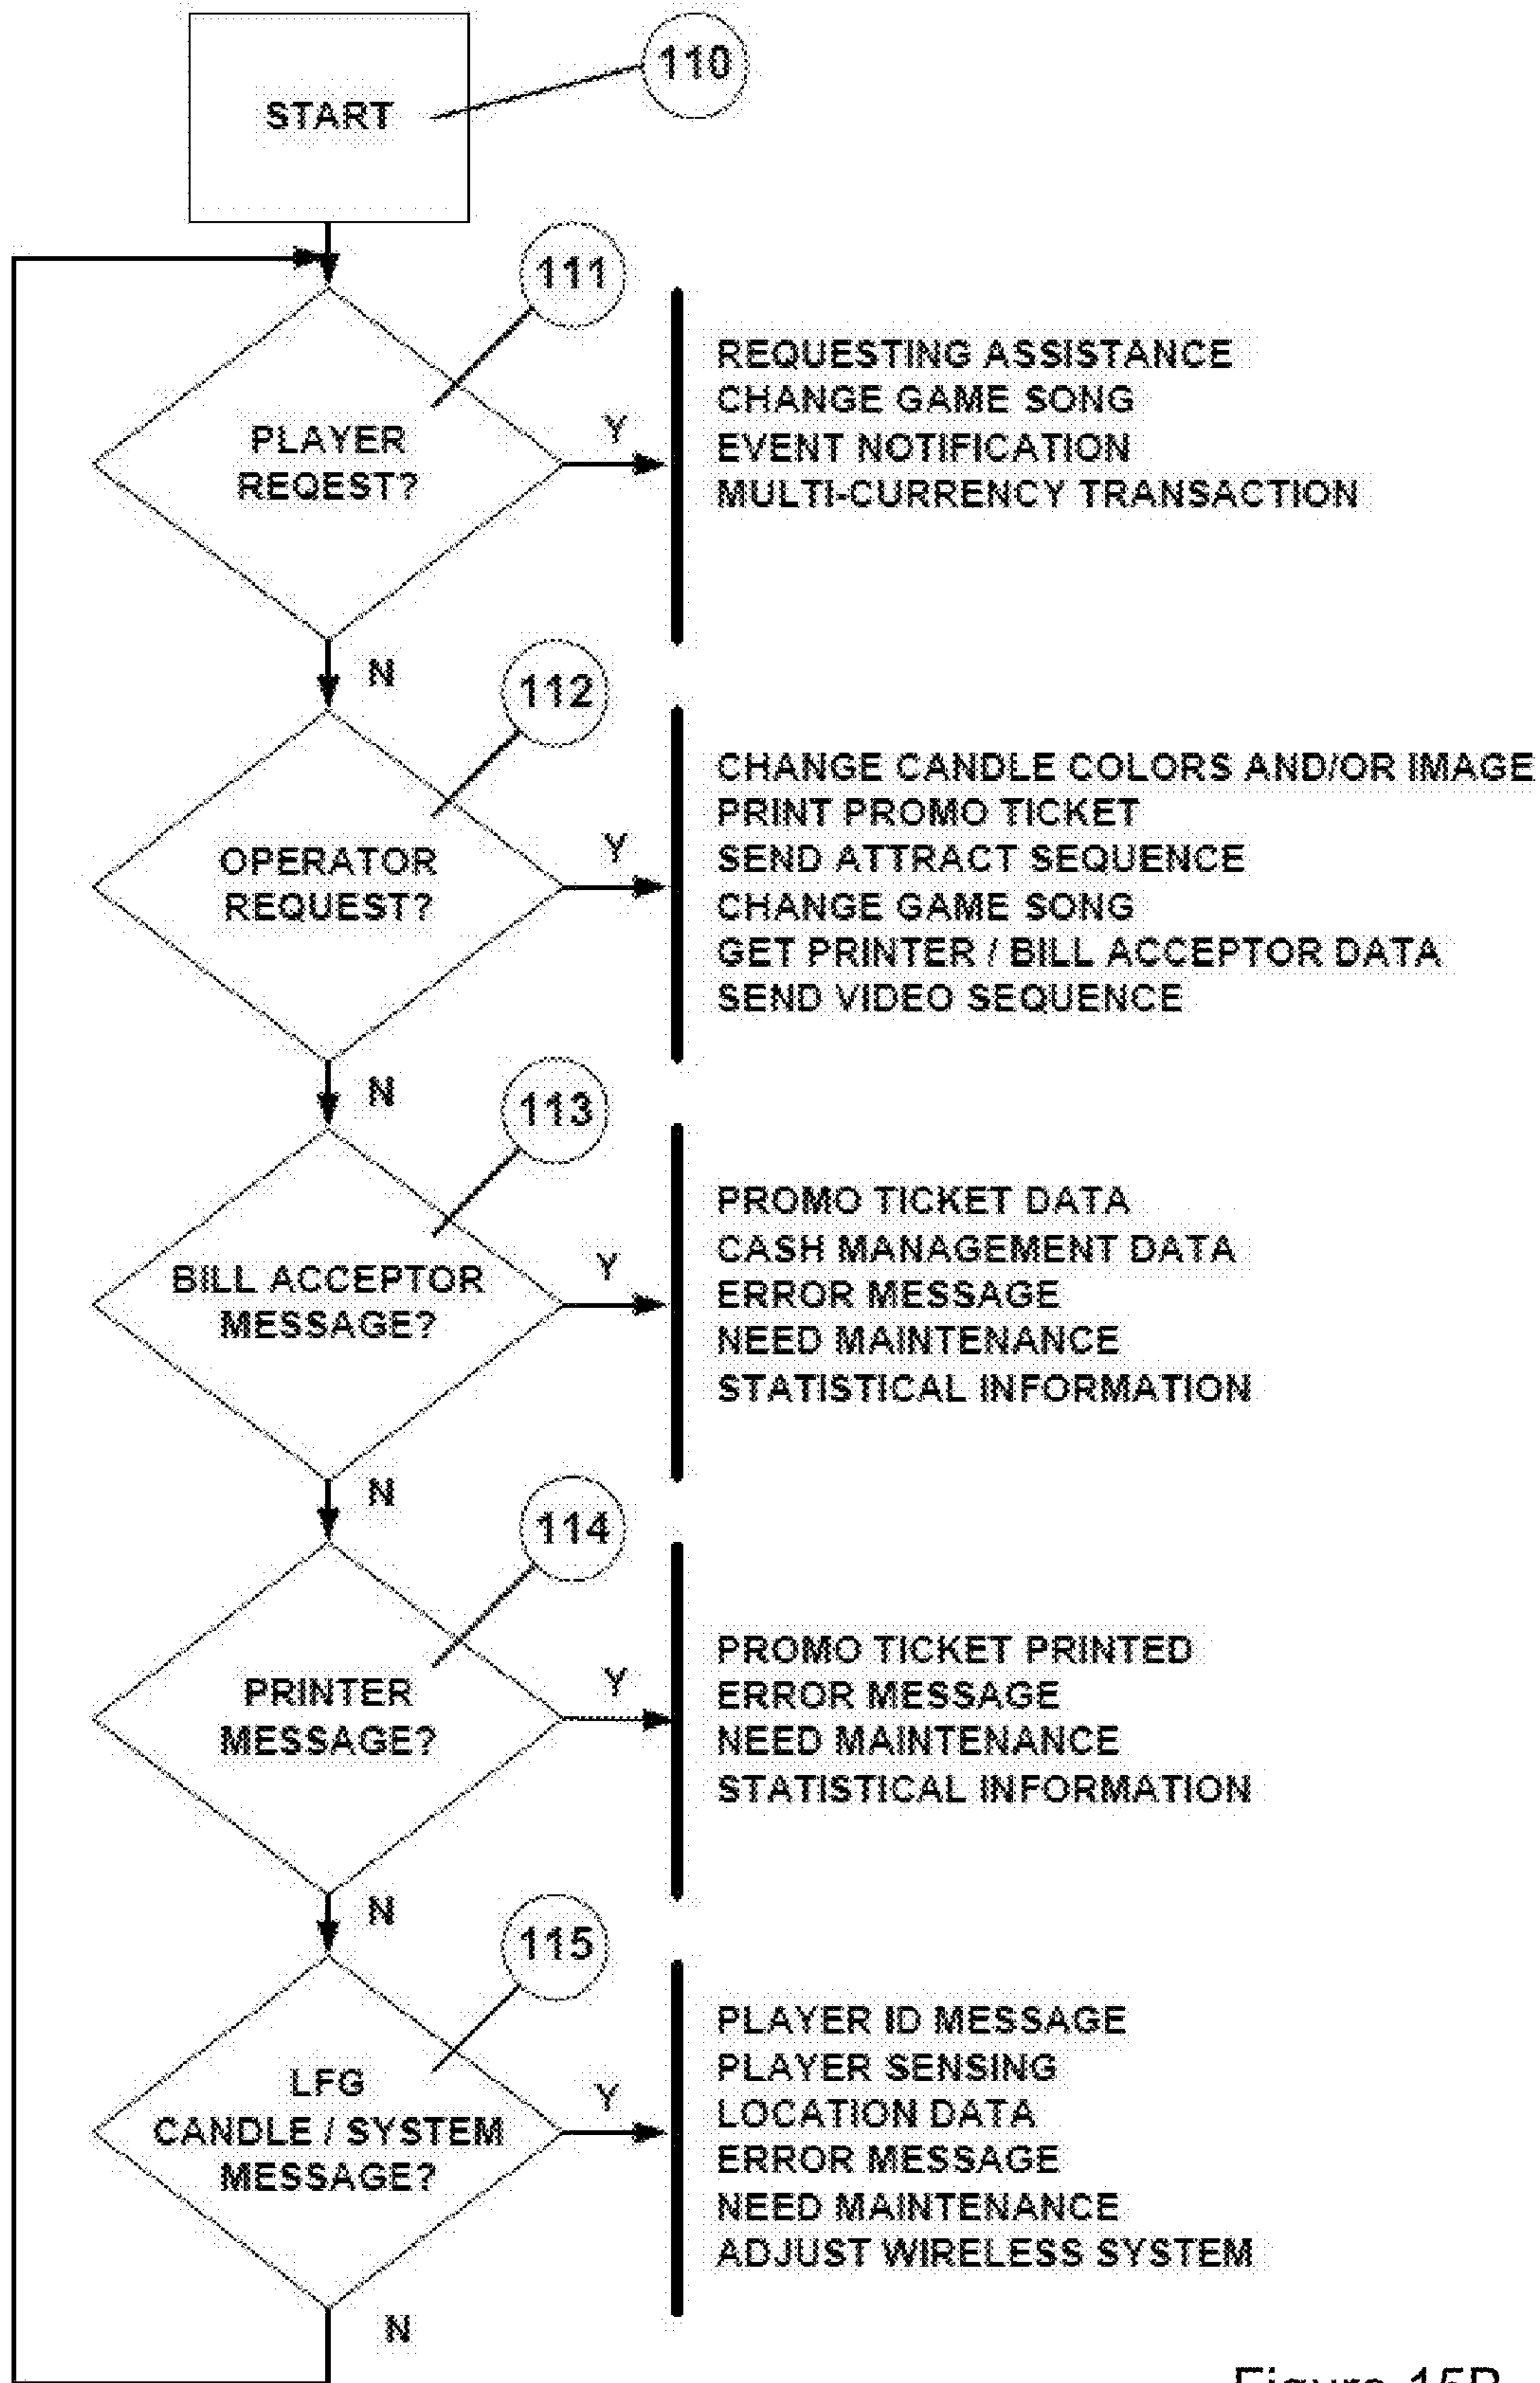 START
110
111
PLAYER
REQEST?
Y
REQUESTING ASSISTANCE
CHANGE GAME SONG
EVENT NOTIFICATION
MULTI-CURRENCY TRANSACTION
N
112
OPERATOR
REQUEST?
Y
CHANGE CANDLE COLORS AND/OR IMAGE
PRINT PROMO TICKET
SEND ATTRACT SEQUENCE
CHANGE GAME SONG
GET PRINTER / BILL ACCEPTOR DATA
SEND VIDEO SEQUENCE
N
113
BILL ACCEPTOR
MESSAGE?
Y
PROMO TICKET DATA
CASH MANAGEMENT DATA
ERROR MESSAGE
NEED MAINTENANCE
STATISTICAL INFORMATION
N
114
PRINTER
MESSAGE?
Y
PROMO TICKET PRINTED
ERROR MESSAGE
NEED MAINTENANCE
STATISTICAL INFORMATION
N
115
LFG
CANDLE / SYSTEM
MESSAGE?
Y
PLAYER ID MESSAGE
PLAYER SENSING
LOCATION DATA
ERROR MESSAGE
NEED MAINTENANCE
ADJUST WIRELESS SYSTEM
N
Figure 15B